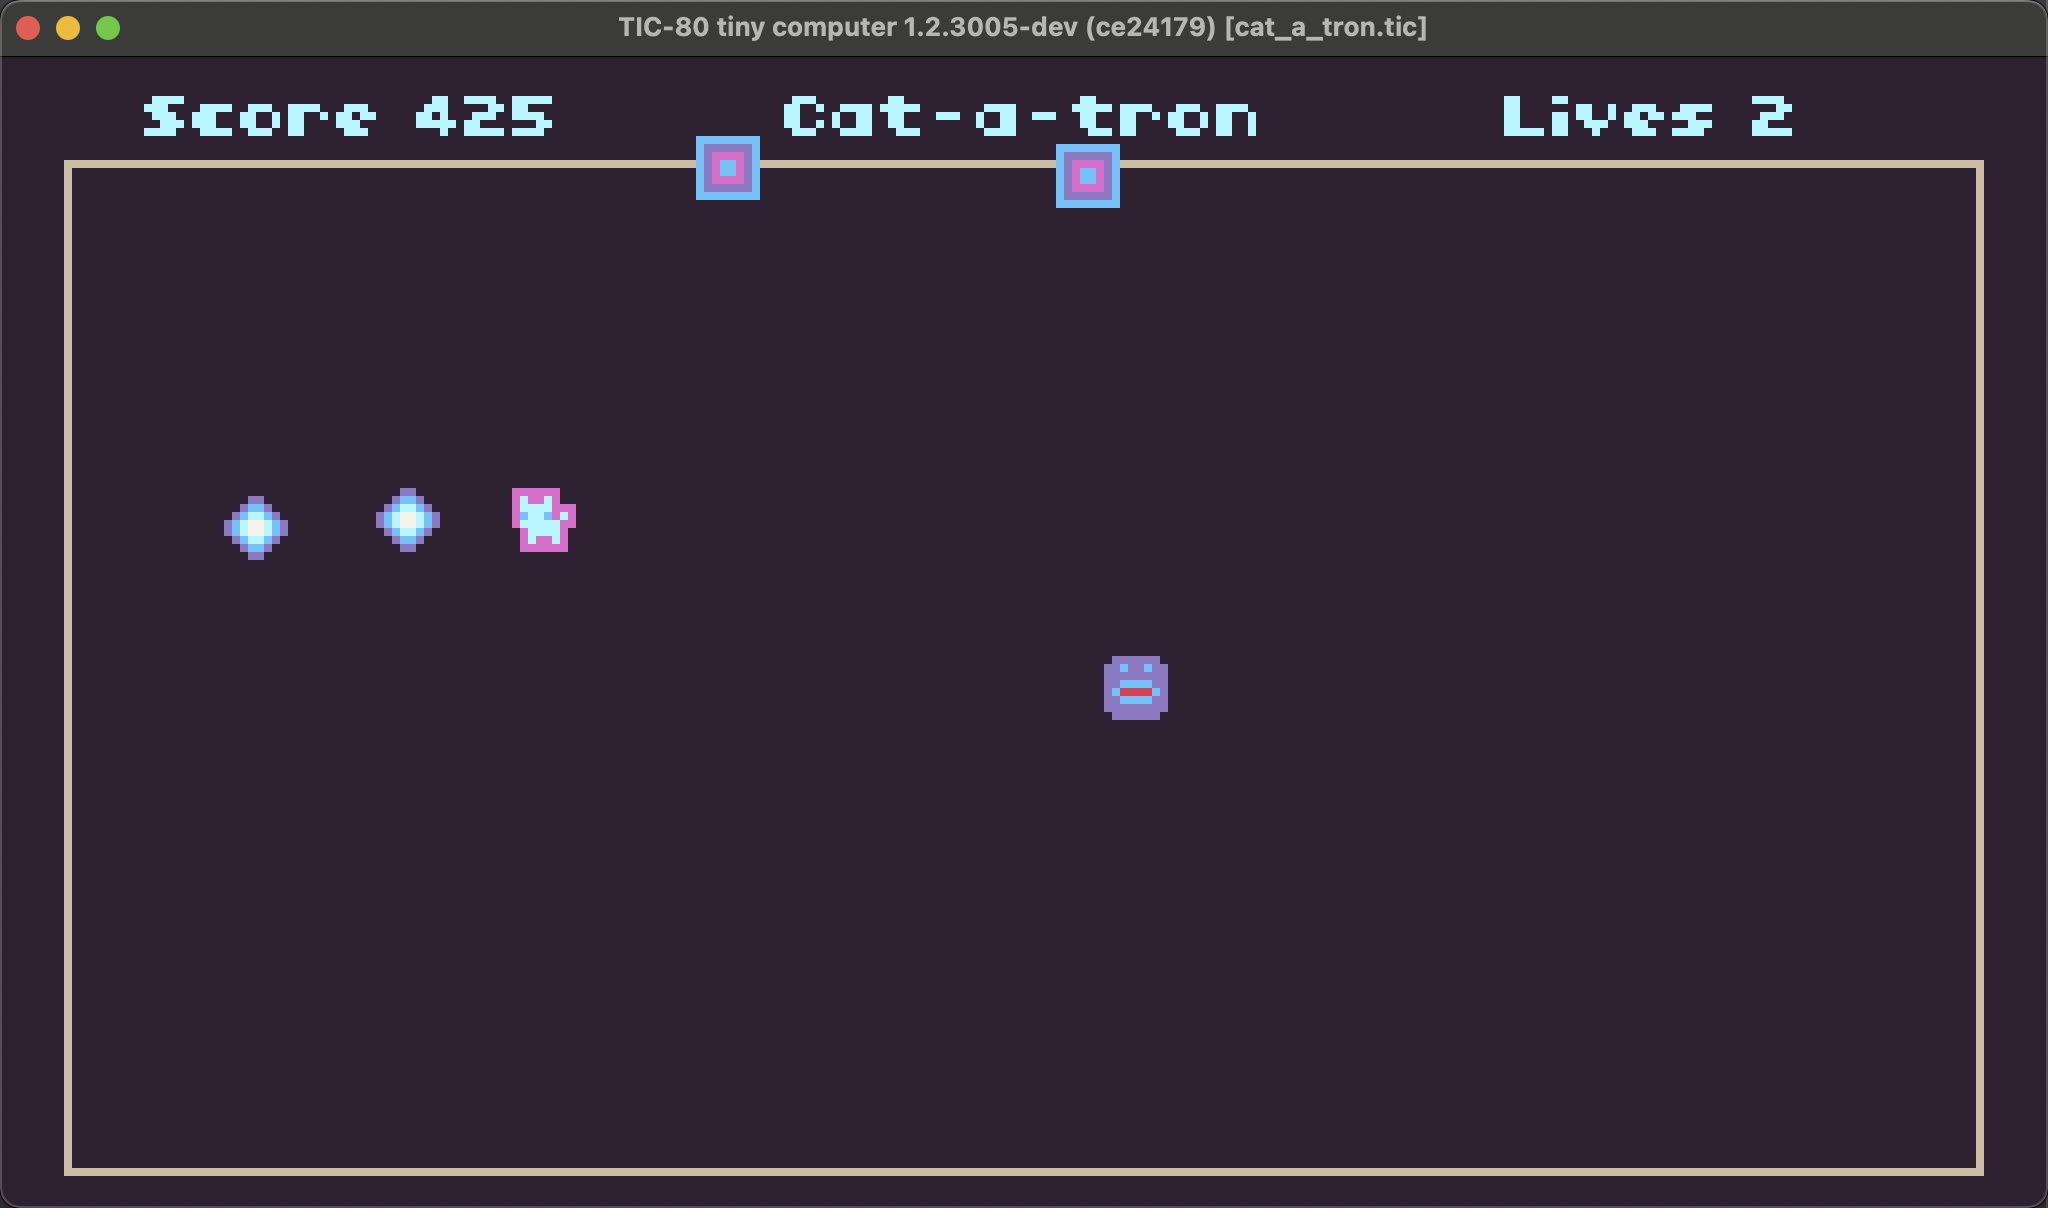 TIC-80 tiny computer 1.2.3005-dev (ce24179) [cat_a_tron.tic]
Score 425 Cat-a-tron Lives 2